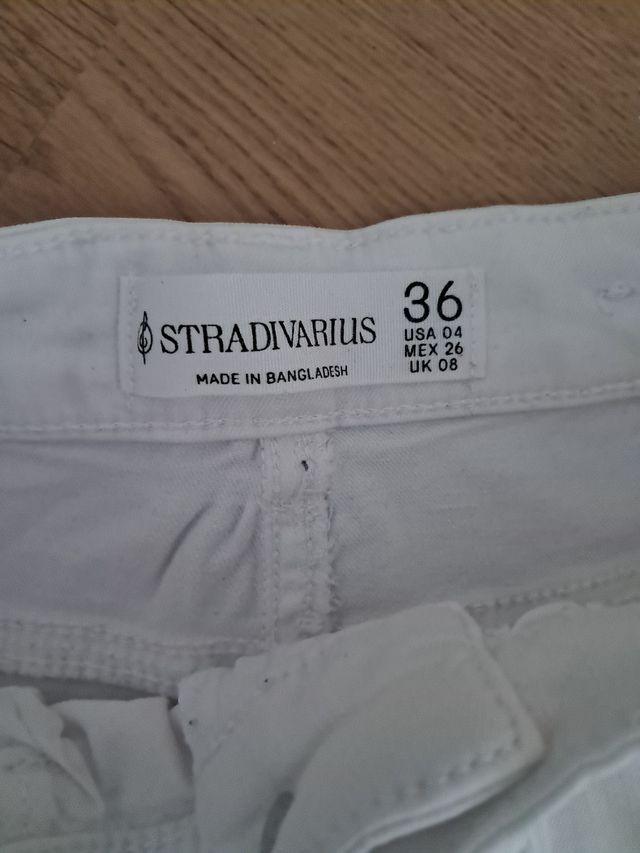 STRADIVARIUS
MADE IN BANGLADESH
36
USA 04
MEX 26
UK 08